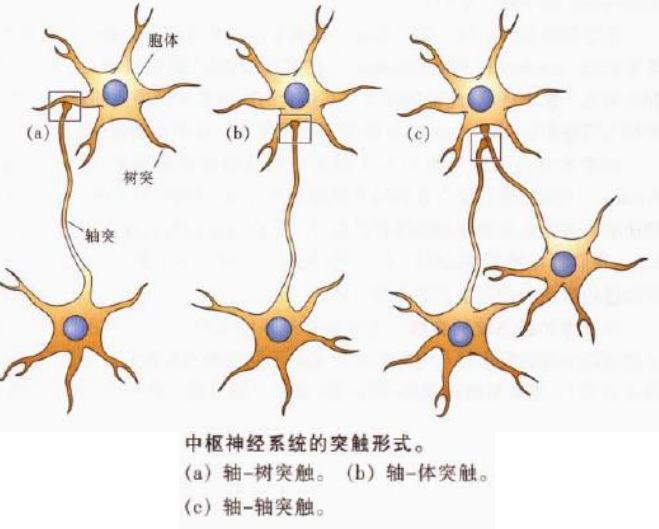 胞体
(a)
(b)
(c)
树突
轴突
中枢神经系统的突触形式。
(a) 轴-树突触。 (b) 轴-体突触。
(c) 轴-轴突触。